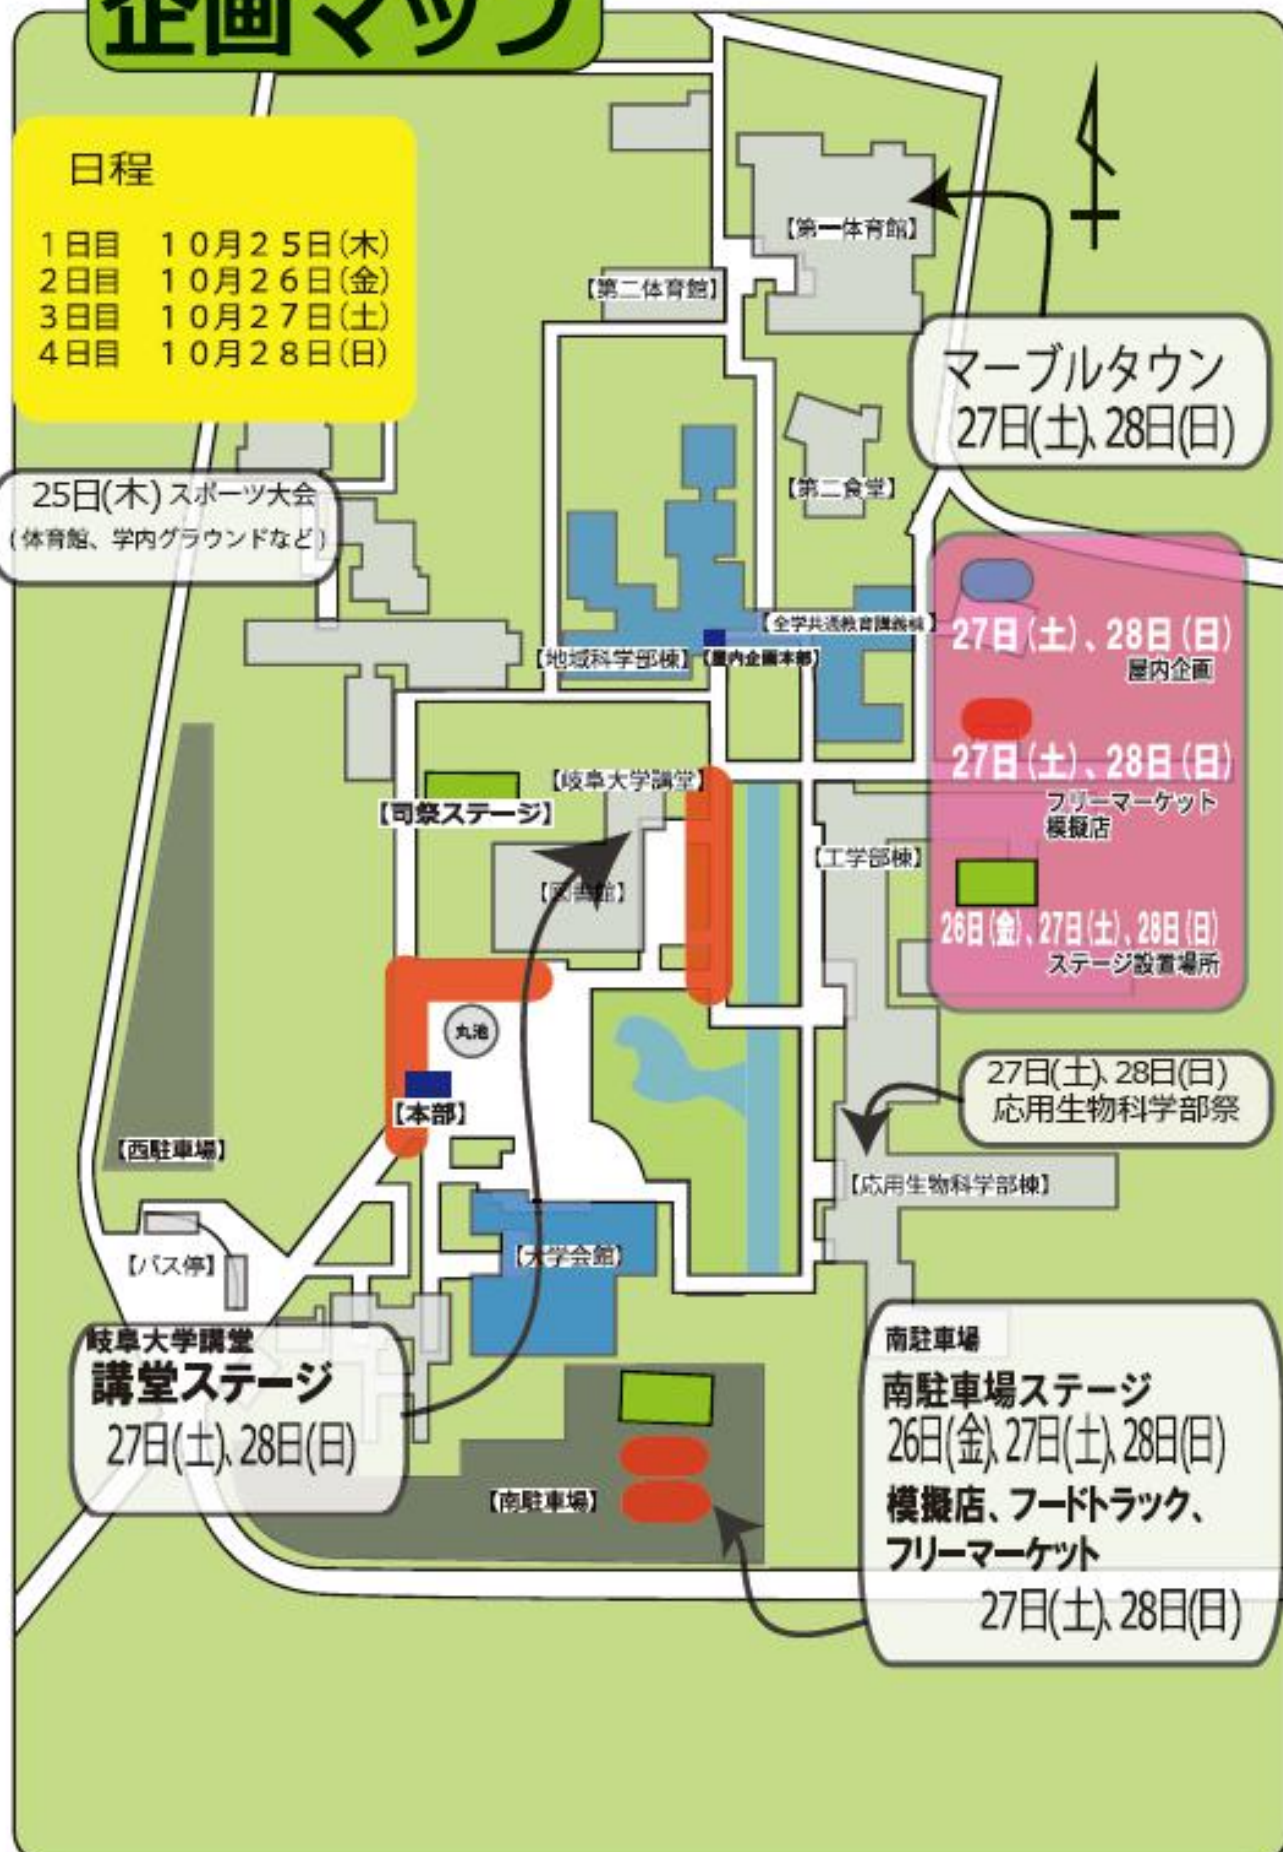 企画マップ
日程
1日目 10月25日(木)
2日目 10月26日(金)
3日目 10月27日(土)
4日目 10月28日(日)
【第一体育館】
【第二体育館】
マーブルタウン
27日(土)、28日(日)
25日(木)スポーツ大会
(体育館、学内グラウンドなど)
【第二食堂】
【全学共通教育講義棟】
【地域科学部棟】
【屋内企画本部】
27日(土)、28日(日)
屋内企画
27日(土)、28日(日)
フリーマーケット
模擬店
26日(金)、27日(土)、28日(日)
ステージ設置場所
【岐阜大学講堂】
【司祭ステージ】
【工学部棟】
【図書館】
丸池
【本部】
27日(土)、28日(日)
応用生物科学部祭
【西駐車場】
【応用生物科学部棟】
【バス停】
【大学会館】
岐阜大学講堂
講堂ステージ
27日(土)、28日(日)
【南駐車場】
南駐車場
南駐車場ステージ
26日(金)、27日(土)、28日(日)
模擬店、フードトラック、
フリーマーケット
27日(土)、28日(日)